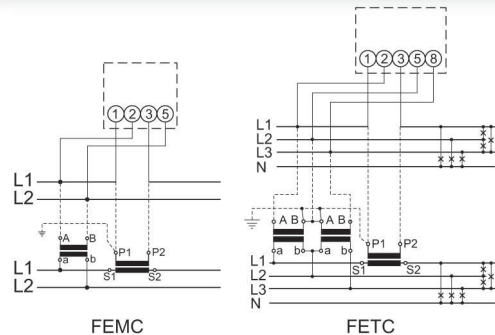 1 2 3 5 8
1 2 3 5
L1
L2
L3
N
L1
L2
A B P1 P2
a b S1 S2
L1
L2
A B A B P1 P2
a b a b S1 S2
L1
L2
L3
N
FEMC FETC